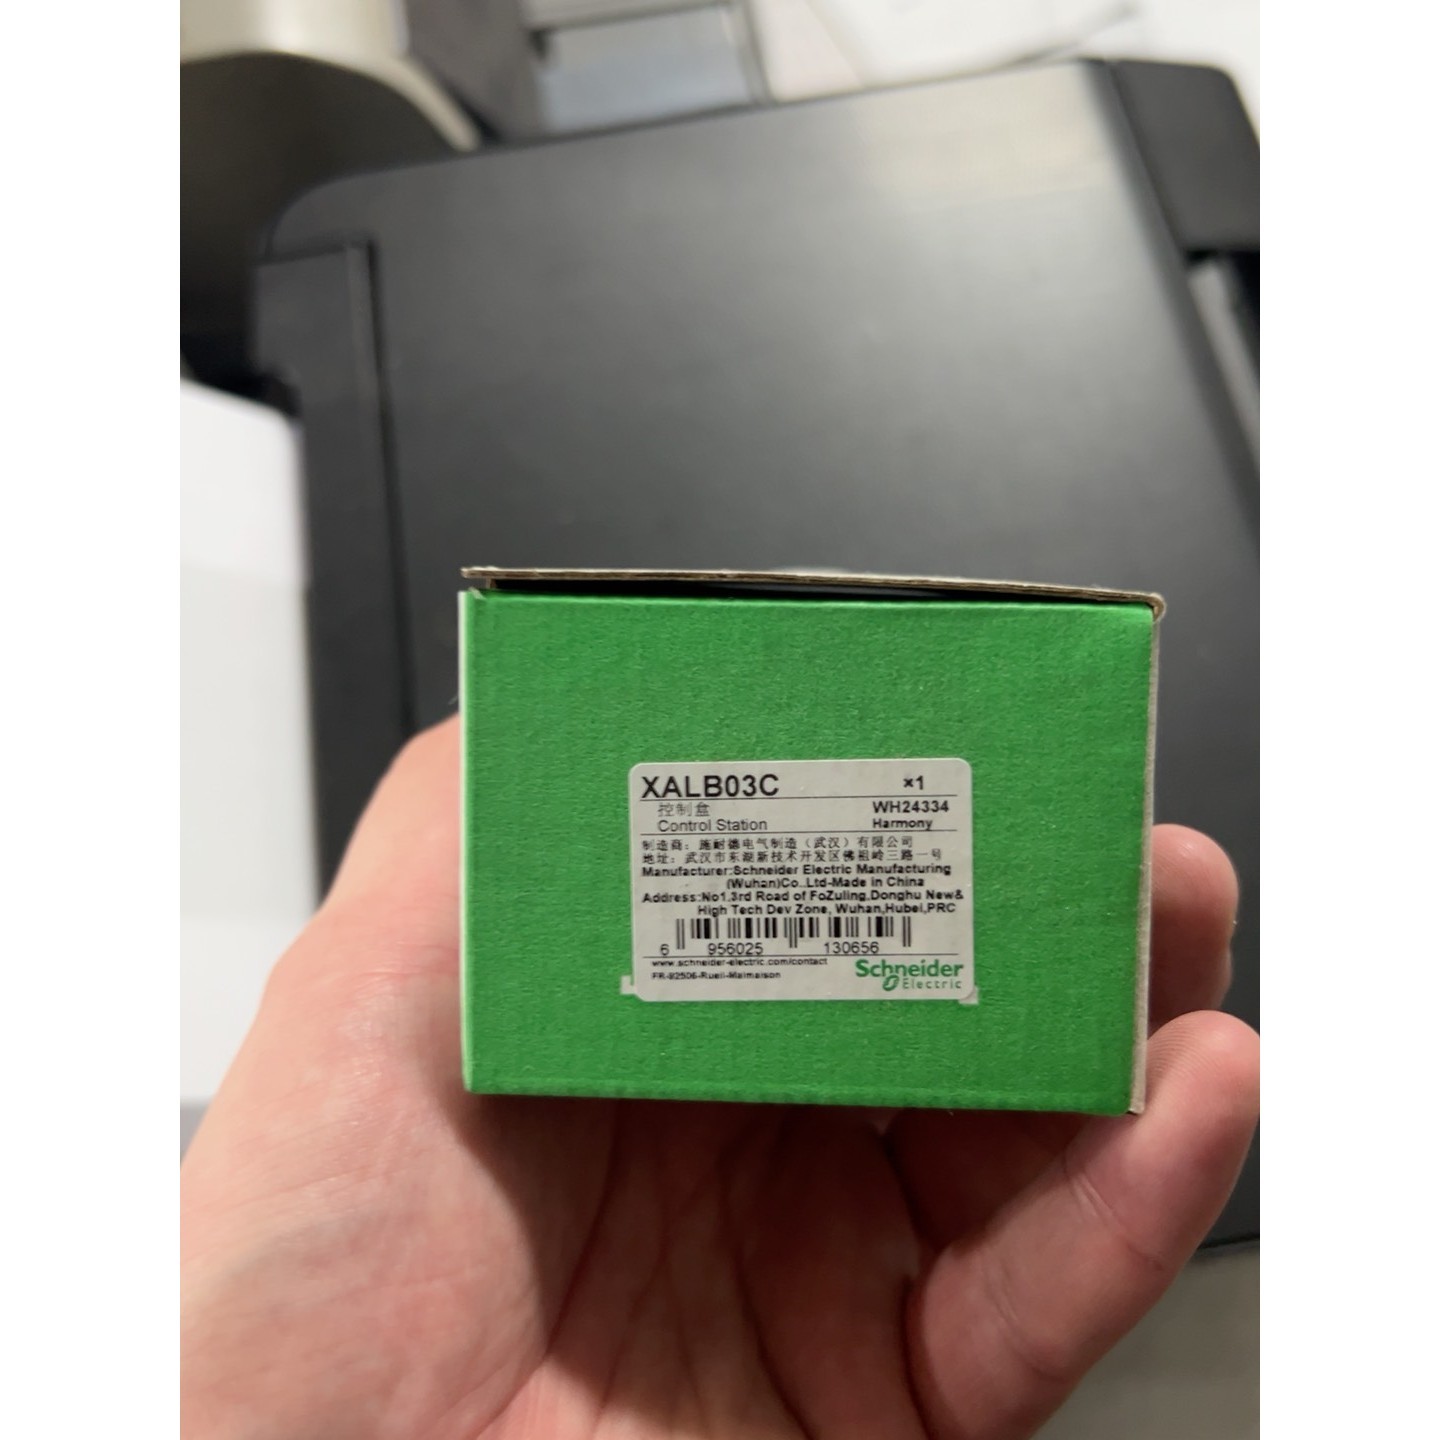 XALB03C ×1
控制盒 WH24334
Control Station Harmony
制造商：施耐德电气制造（武汉）有限公司
地址：武汉市东湖新技术开发区佛祖岭三路一号
Manufacturer:Schneider Electric Manufacturing
(Wuhan)Co.,Ltd-Made in China
Address:No1,3rd Road of FoZuling,Donghu New&
High Tech Dev Zone, Wuhan,Hubei,PRC
6 956025 130656
www.schneider-electric.com/contact
FR-92506-Rueil-Malmaison
Schneider
Electric